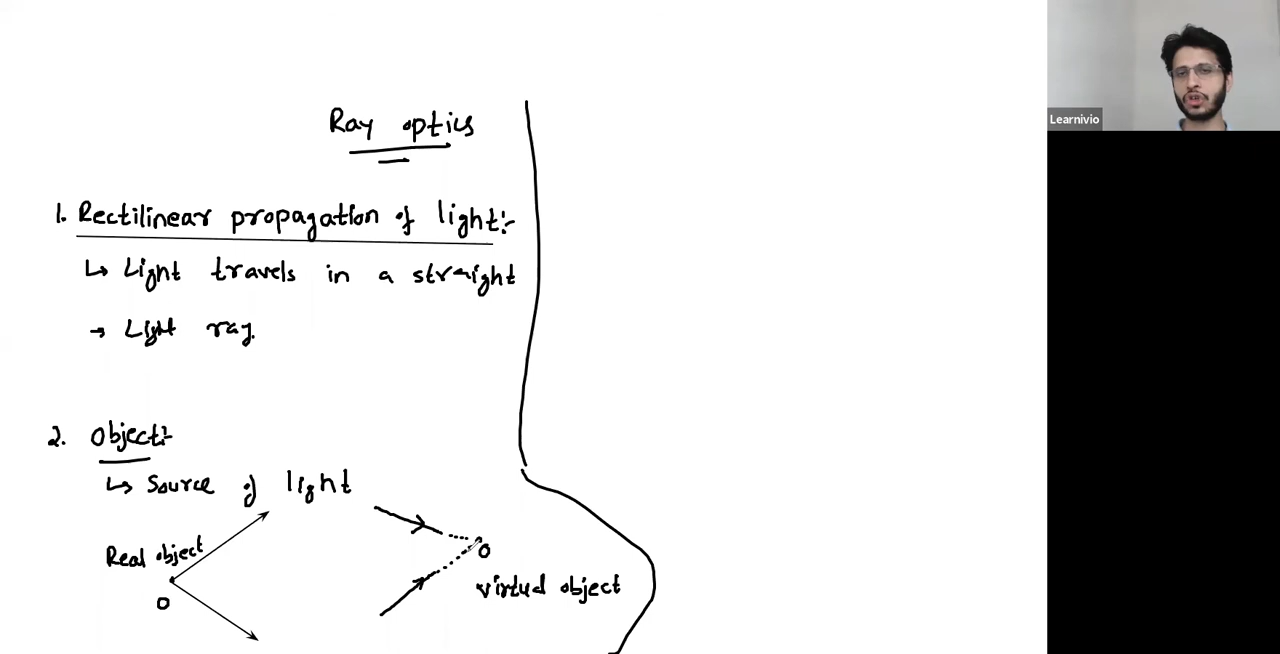 Ray optics
1. Rectilinear propagation of light:-
↳ Light travels in a straight
→ Light ray.
2. Object:-
↳ Source of light
Real object
O
O
virtual object
Learnivio